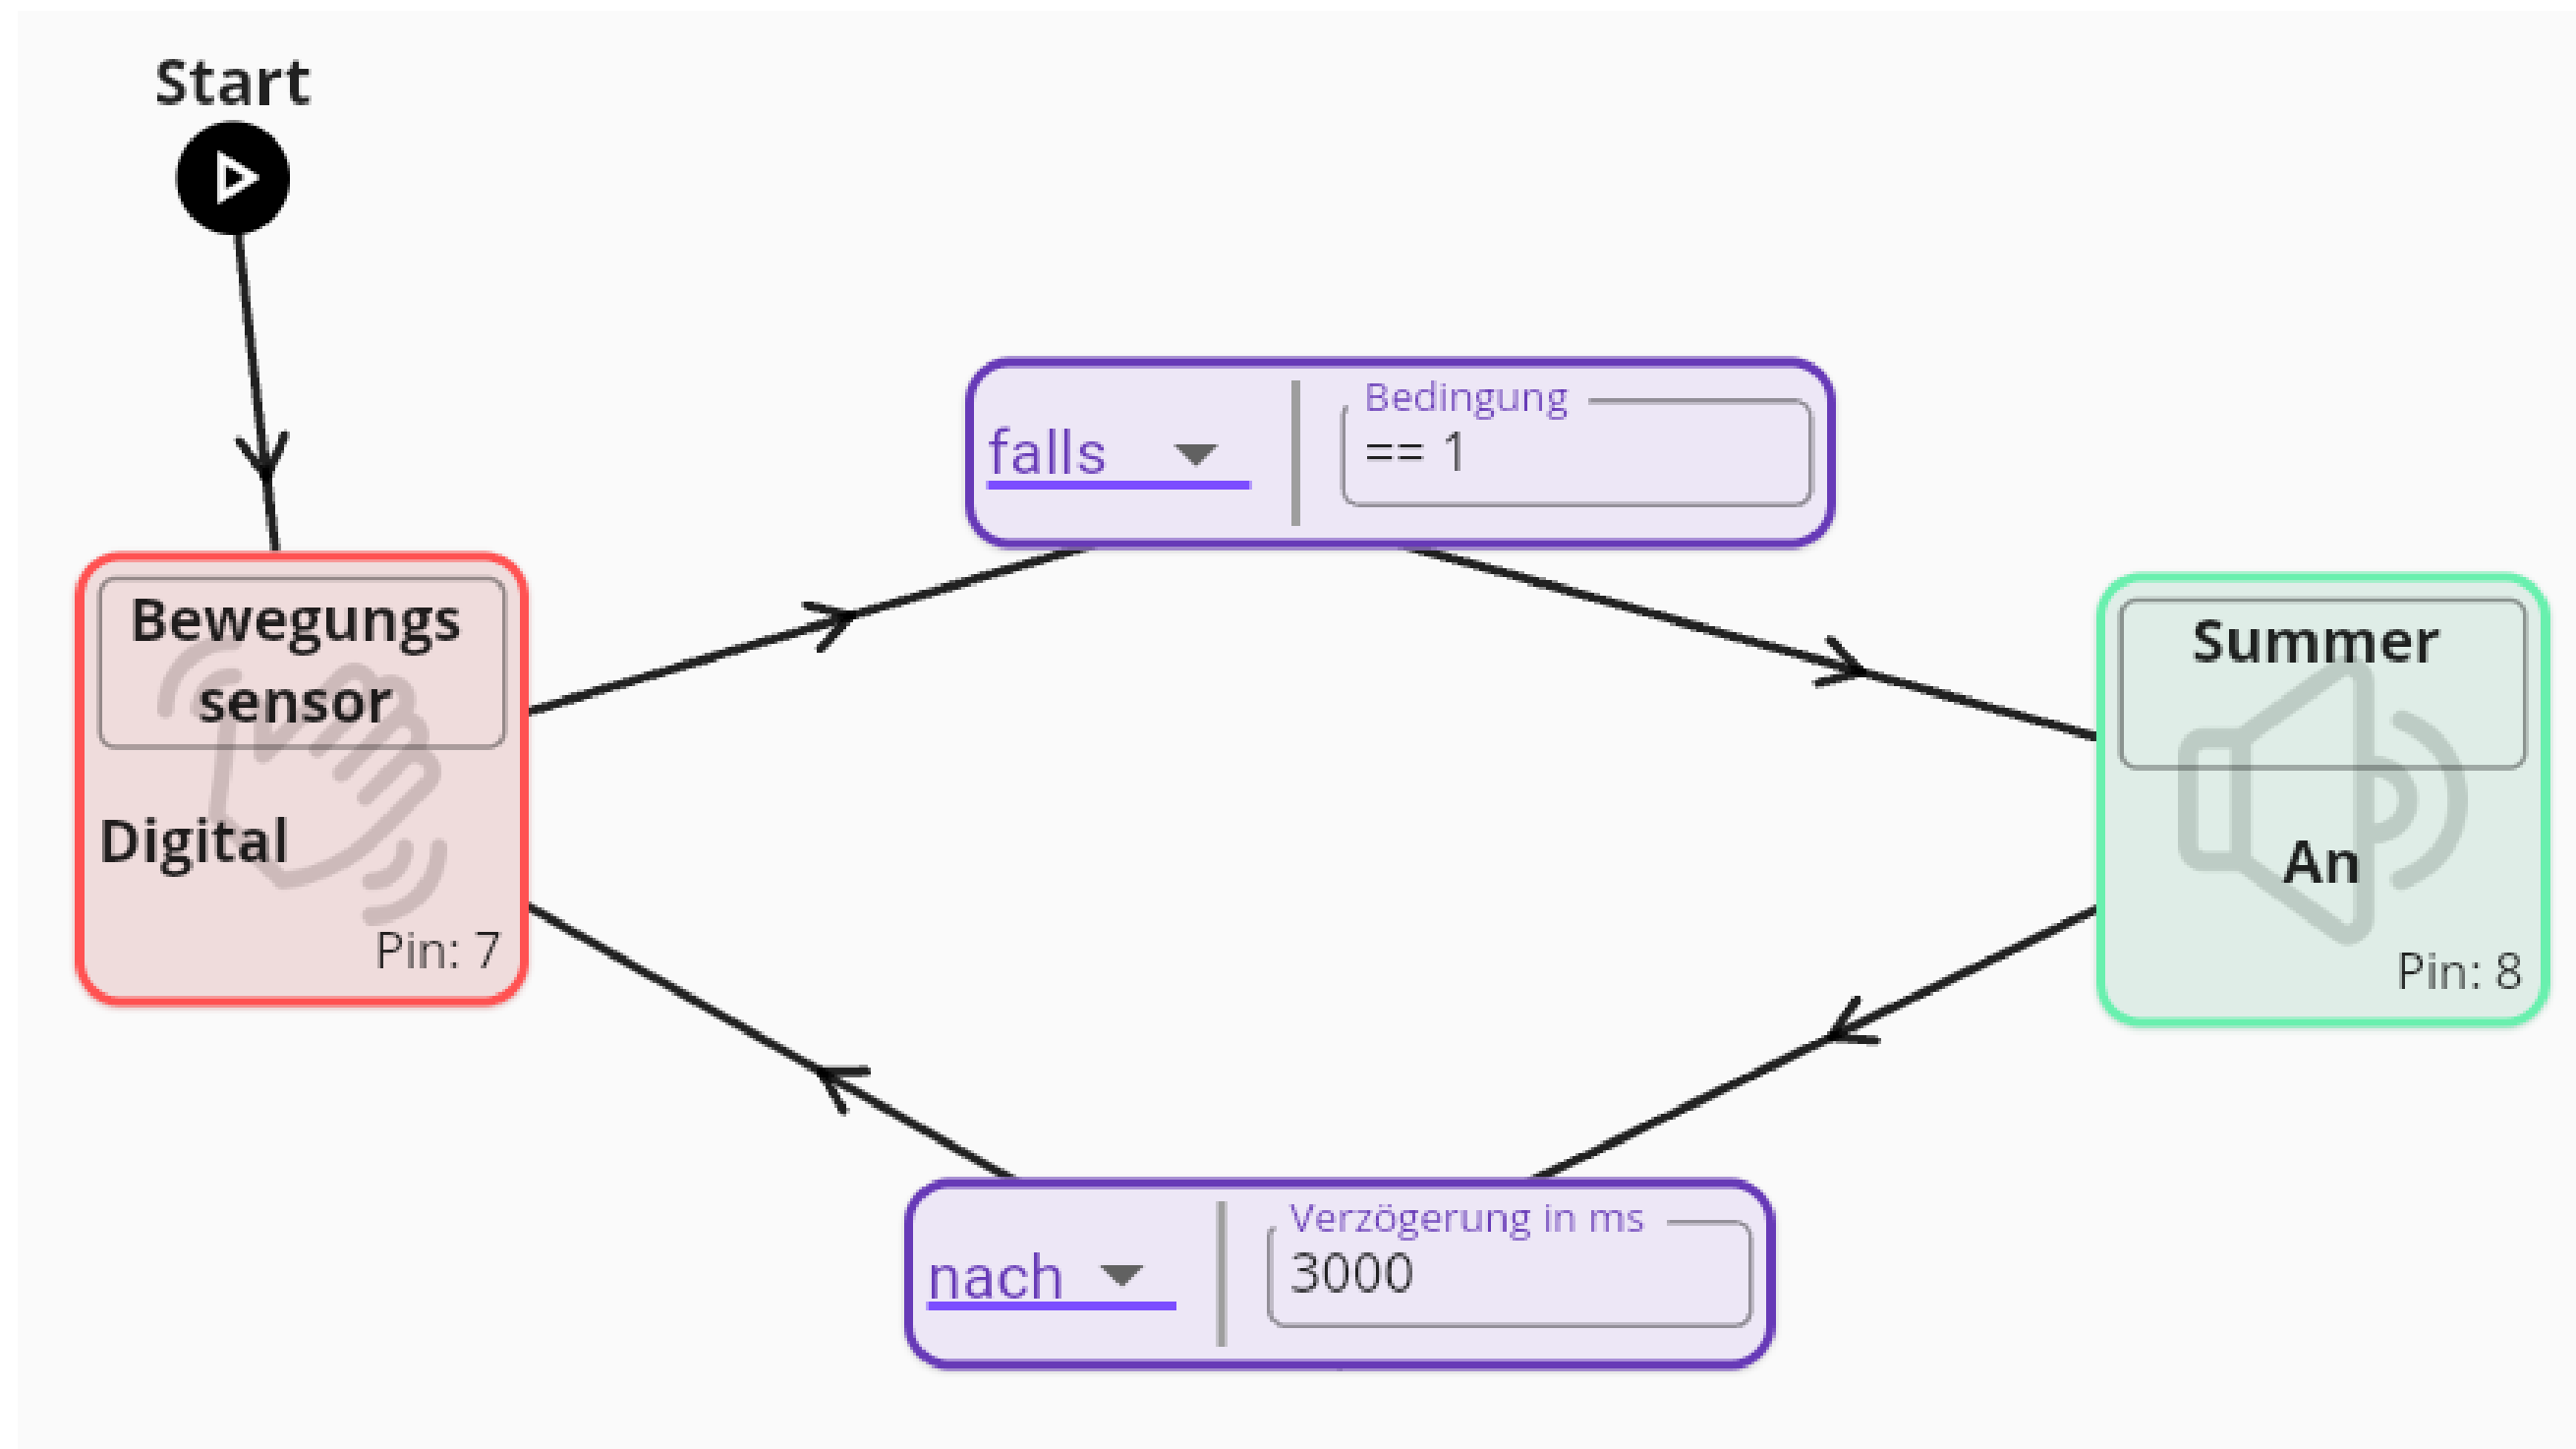 Start
falls
Bedingung
== 1
Bewegungs
sensor
Digital
Pin: 7
Summer
An
Pin: 8
nach
Verzögerung in ms
3000